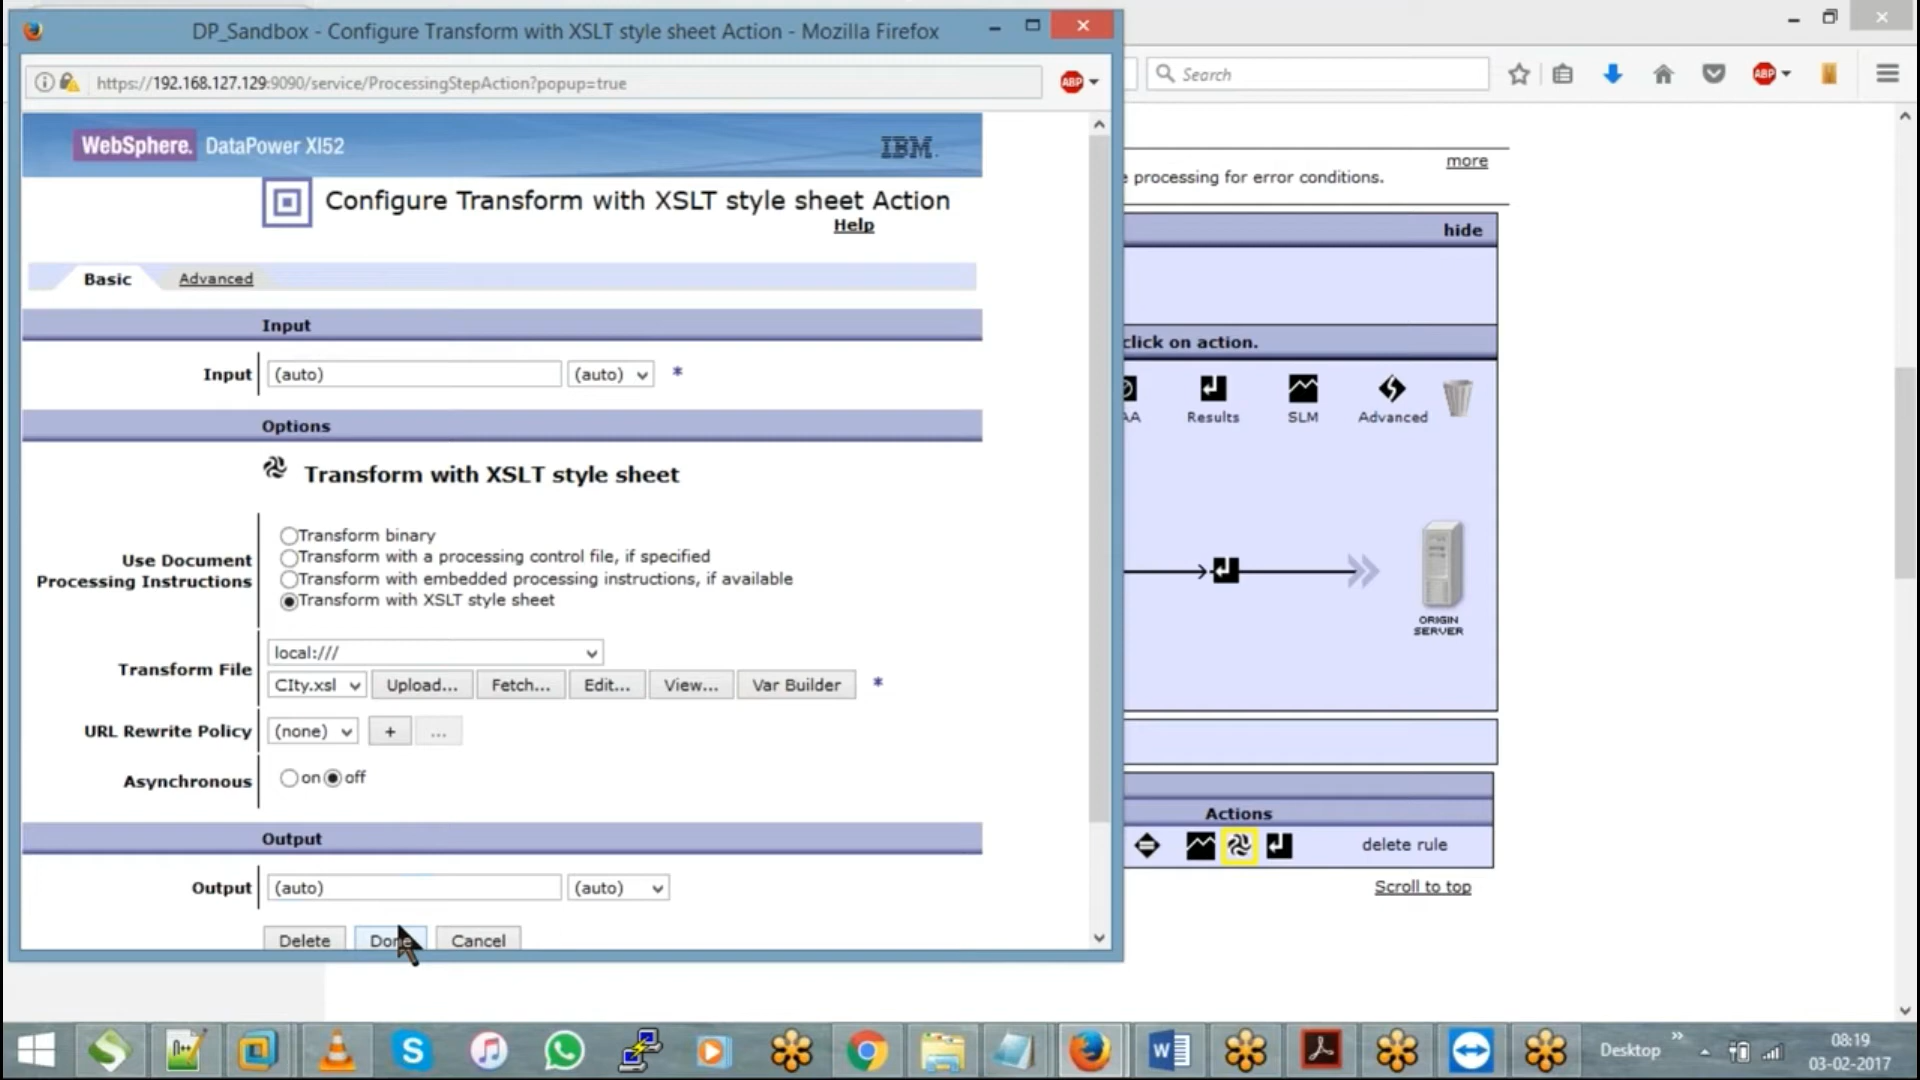 DP_Sandbox - Configure Transform with XSLT style sheet Action - Mozilla Firefox
https://192.168.127.129:9090/service/ProcessingStepAction?popup=true
ABP
Search
ABP
WebSphere. DataPower XI52
IBM.
Configure Transform with XSLT style sheet Action
Help
more
processing for error conditions.
hide
Basic
Advanced
Input
click on action.
Input
(auto)
(auto)
*
AA
Results
SLM
Advanced
Options
Transform with XSLT style sheet
Use Document
Processing Instructions
Transform binary
Transform with a processing control file, if specified
Transform with embedded processing instructions, if available
Transform with XSLT style sheet
ORIGIN
SERVER
Transform File
local:///
CIty.xsl
Upload...
Fetch...
Edit...
View...
Var Builder
*
URL Rewrite Policy
(none)
+
...
Asynchronous
on
off
Output
Actions
delete rule
Output
(auto)
(auto)
Scroll to top
Delete
Done
Cancel
Desktop
08:19
03-02-2017